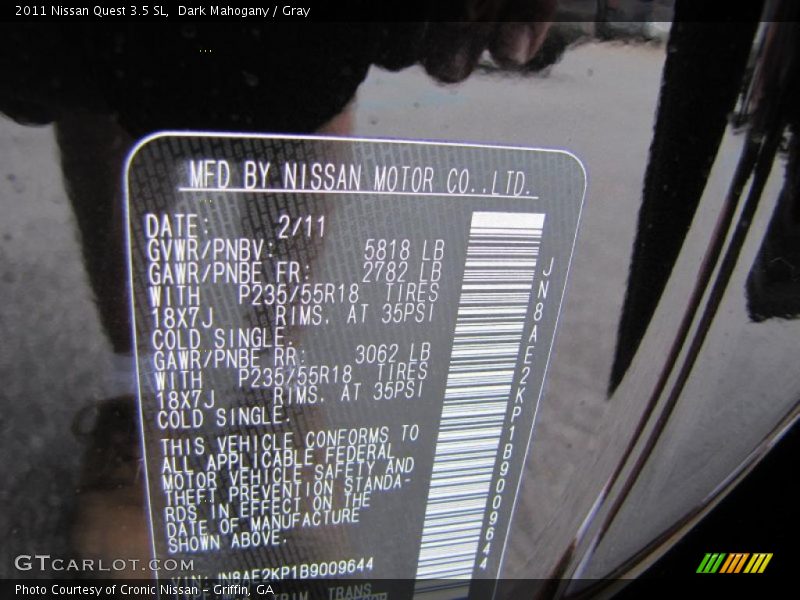 2011 Nissan Quest 3.5 SL, Dark Mahogany / Gray
MFD BY NISSAN MOTOR CO.,LTD.
DATE: 2/11
GVWR/PNBV: 5818 LB
GAWR/PNBE FR: 2782 LB
WITH P235/55R18 TIRES
18X7J RIMS, AT 35PSI
COLD SINGLE.
GAWR/PNBE RR: 3062 LB
WITH P235/55R18 TIRES
18X7J RIMS, AT 35PSI
COLD SINGLE.
THIS VEHICLE CONFORMS TO
ALL APPLICABLE FEDERAL
MOTOR VEHICLE SAFETY AND
THEFT PREVENTION STANDA-
RDS IN EFFECT ON THE
DATE OF MANUFACTURE
SHOWN ABOVE.
VIN: JN8AE2KP1B9009644
TRIM TRANS
JN8AE2KP1B9009644
GTCARLOT.COM
Photo Courtesy of Cronic Nissan - Griffin, GA